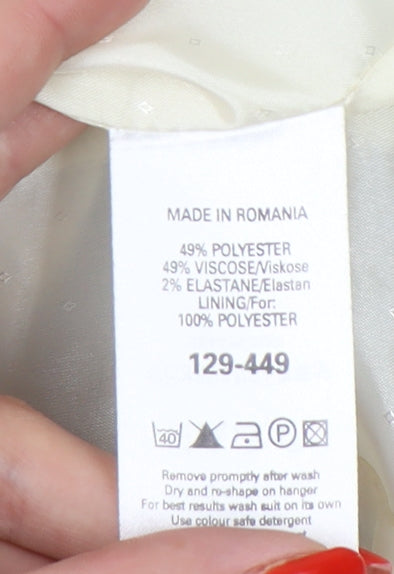 MADE IN ROMANIA
49% POLYESTER
49% VISCOSE/Viskose
2% ELASTANE/Elastan
LINING/For:
100% POLYESTER
129-449
40 P
Remove promptly after wash
Dry and re-shape on hanger
For best results wash suit on its own
Use colour safe detergent